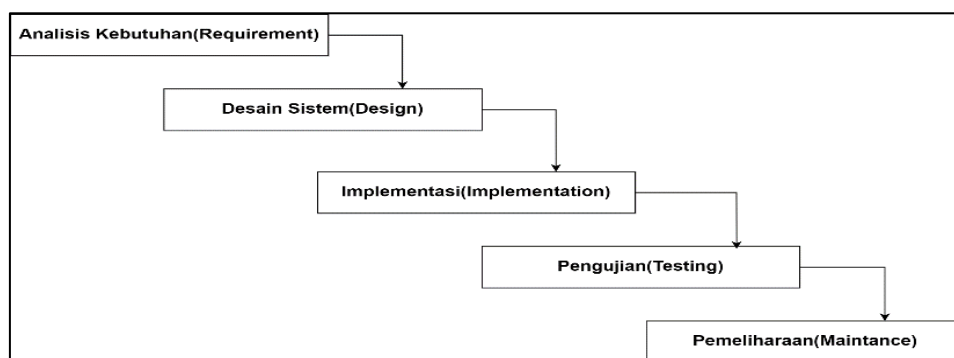 Analisis Kebutuhan(Requirement)
Desain Sistem(Design)
Implementasi(Implementation)
Pengujian(Testing)
Pemeliharaan(Maintance)